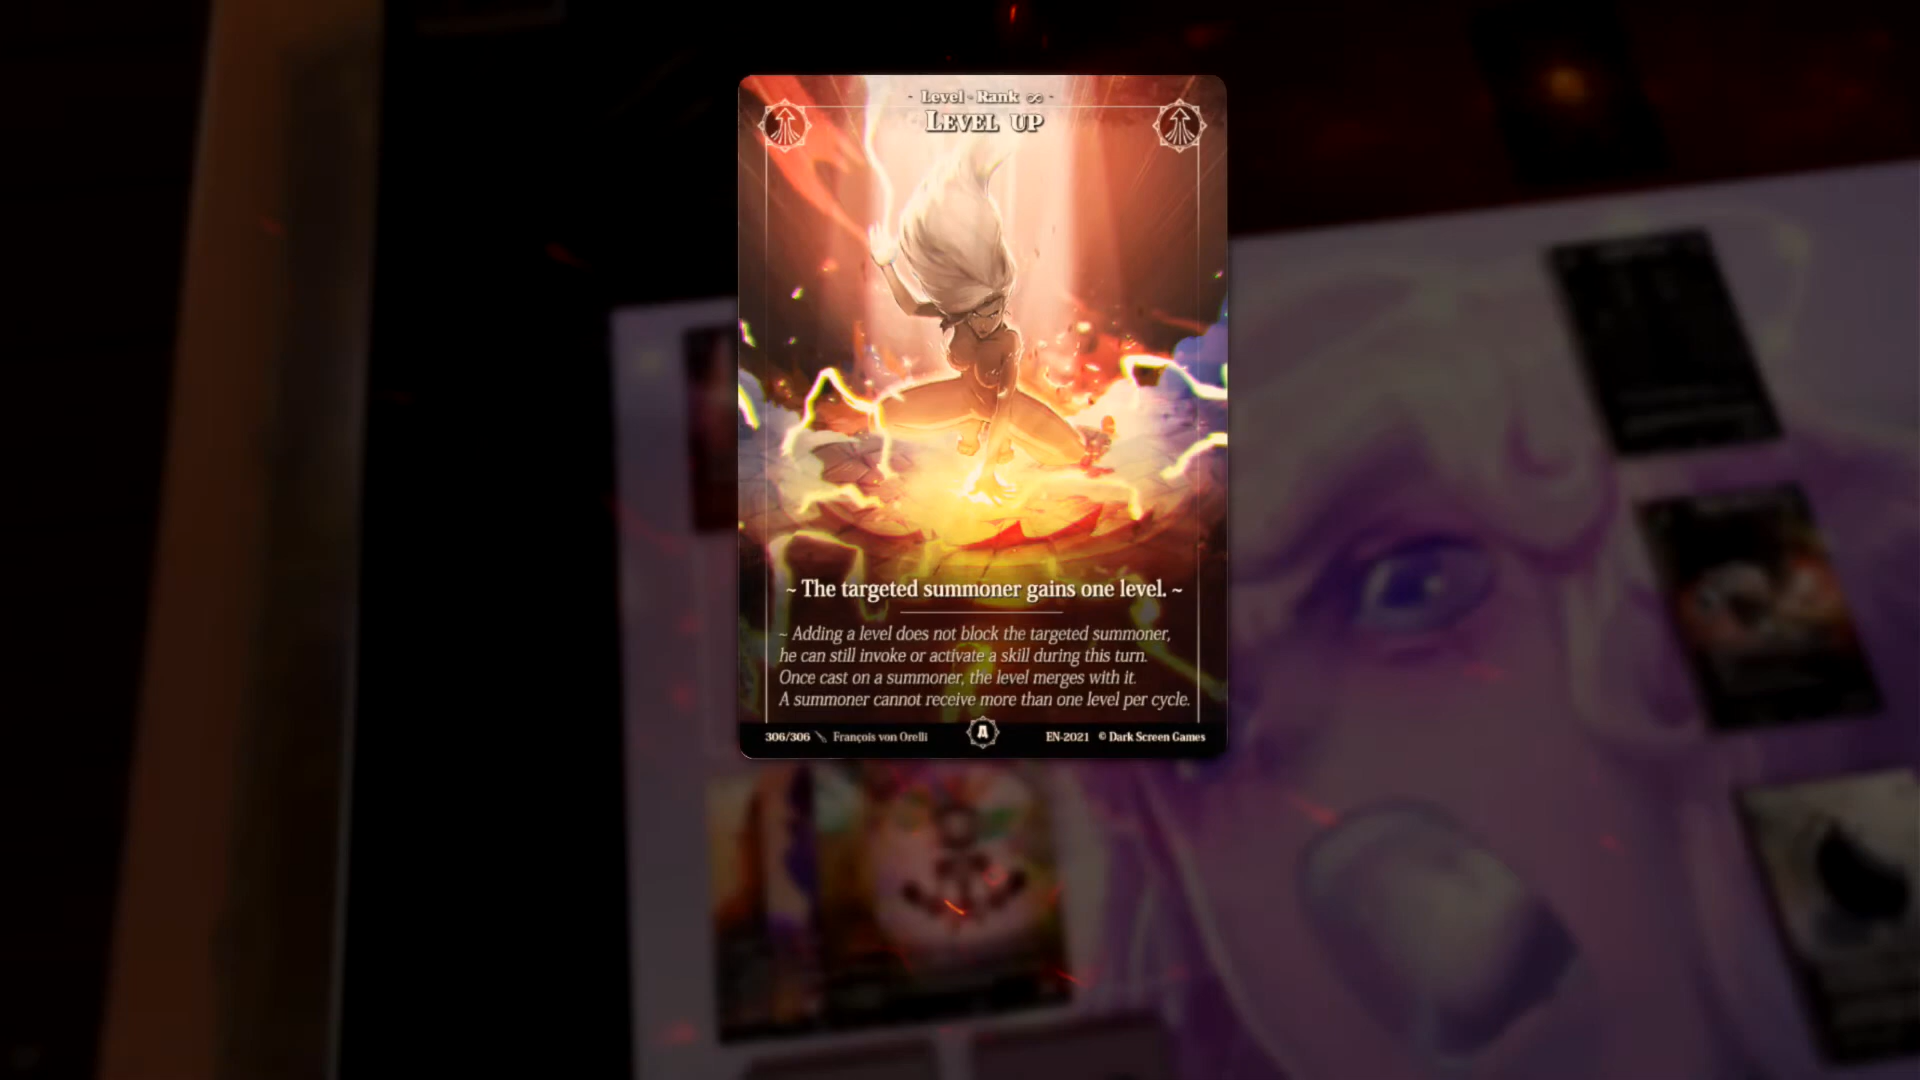 - Level - Rank ∞ -
LEVEL UP
~ The targeted summoner gains one level. ~
~ Adding a level does not block the targeted summoner,
he can still invoke or activate a skill during this turn.
Once cast on a summoner, the level merges with it.
A summoner cannot receive more than one level per cycle.
306/306 François von Orelli A EN-2021 © Dark Screen Games